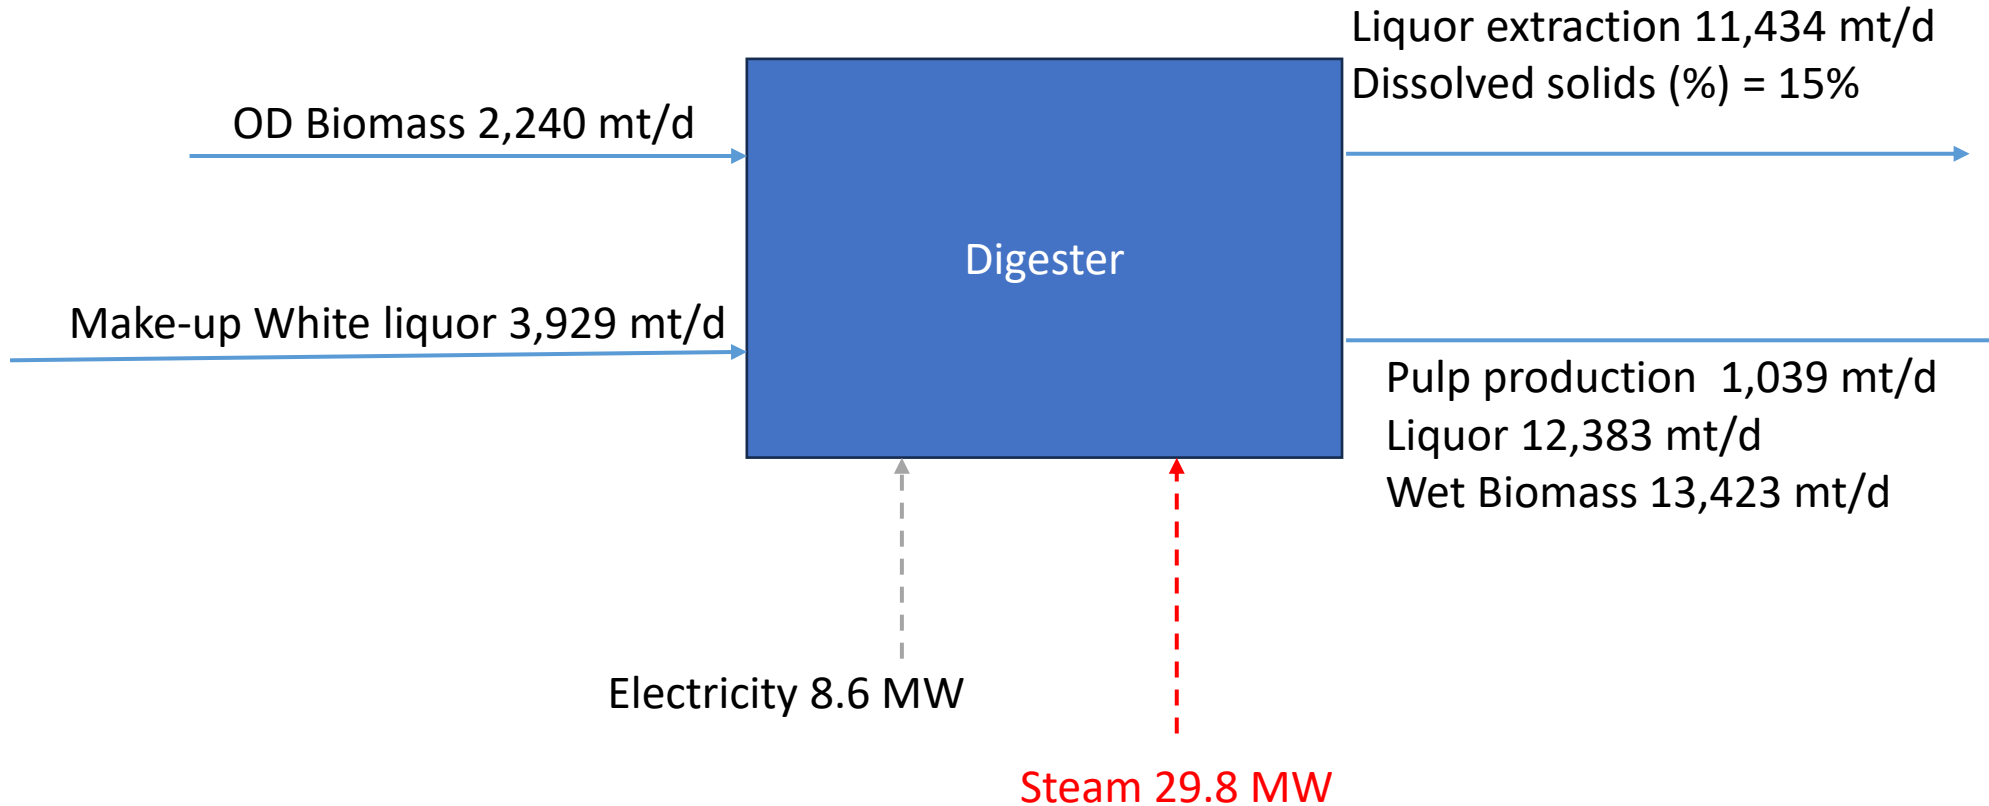 Liquor extraction 11,434 mt/d
Dissolved solids (%) = 15%
OD Biomass 2,240 mt/d
Digester
Make-up White liquor 3,929 mt/d
Pulp production  1,039 mt/d
Liquor 12,383 mt/d
Wet Biomass 13,423 mt/d
Electricity 8.6 MW
Steam 29.8 MW